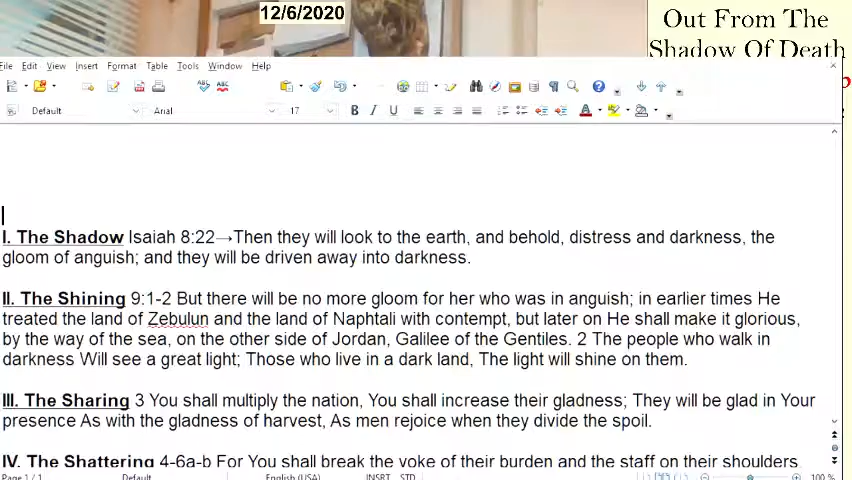 12/6/2020
Out From The
Shadow Of Death
File Edit View Insert Format Table Tools Window Help
Default Arial 17
I. The Shadow Isaiah 8:22→Then they will look to the earth, and behold, distress and darkness, the
gloom of anguish; and they will be driven away into darkness.
II. The Shining 9:1-2 But there will be no more gloom for her who was in anguish; in earlier times He
treated the land of Zebulun and the land of Naphtali with contempt, but later on He shall make it glorious,
by the way of the sea, on the other side of Jordan, Galilee of the Gentiles. 2 The people who walk in
darkness Will see a great light; Those who live in a dark land, The light will shine on them.
III. The Sharing 3 You shall multiply the nation, You shall increase their gladness; They will be glad in Your
presence As with the gladness of harvest, As men rejoice when they divide the spoil.
IV. The Shattering 4-6a-b For You shall break the yoke of their burden and the staff on their shoulders,
Page 1 / 1 Default English (USA) INSRT STD 100 %